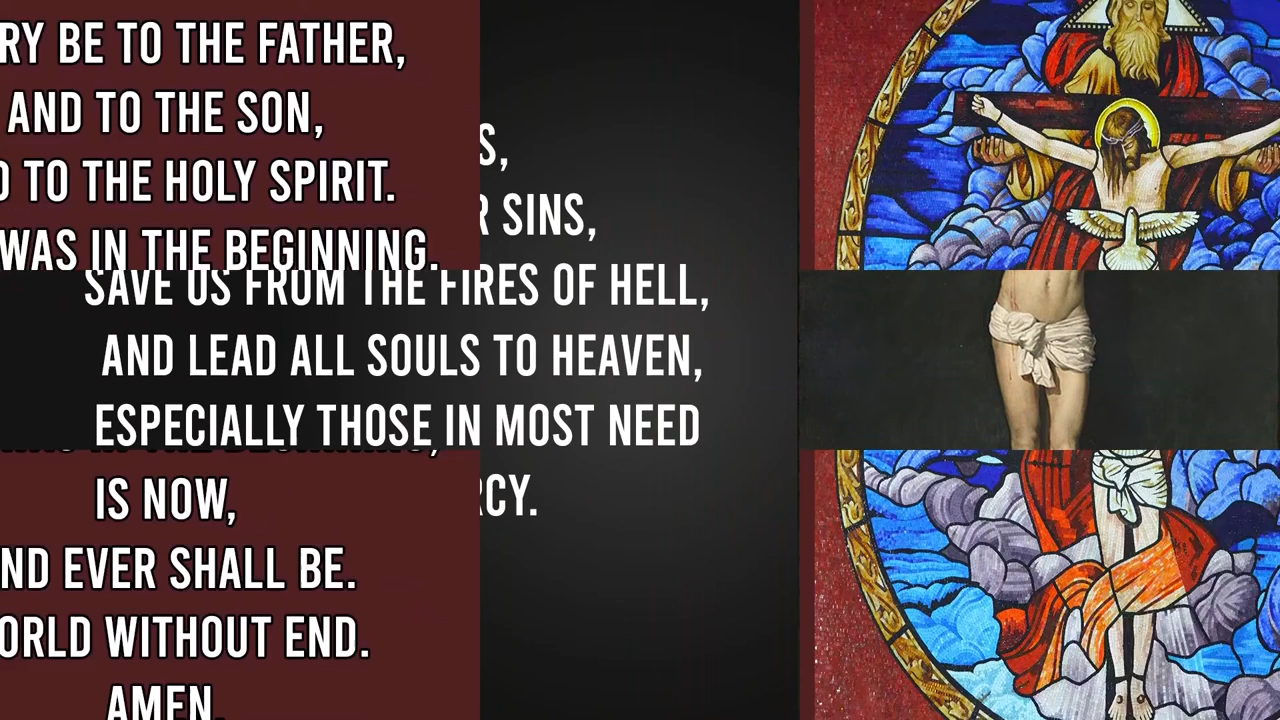 RY BE TO THE FATHER,
AND TO THE SON,
TO THE HOLY SPIRIT.
WAS IN THE BEGINNING.
S,
R SINS,
SAVE US FROM THE FIRES OF HELL,
AND LEAD ALL SOULS TO HEAVEN,
ESPECIALLY THOSE IN MOST NEED
RCY.
IS NOW,
ND EVER SHALL BE.
ORLD WITHOUT END.
AMEN.